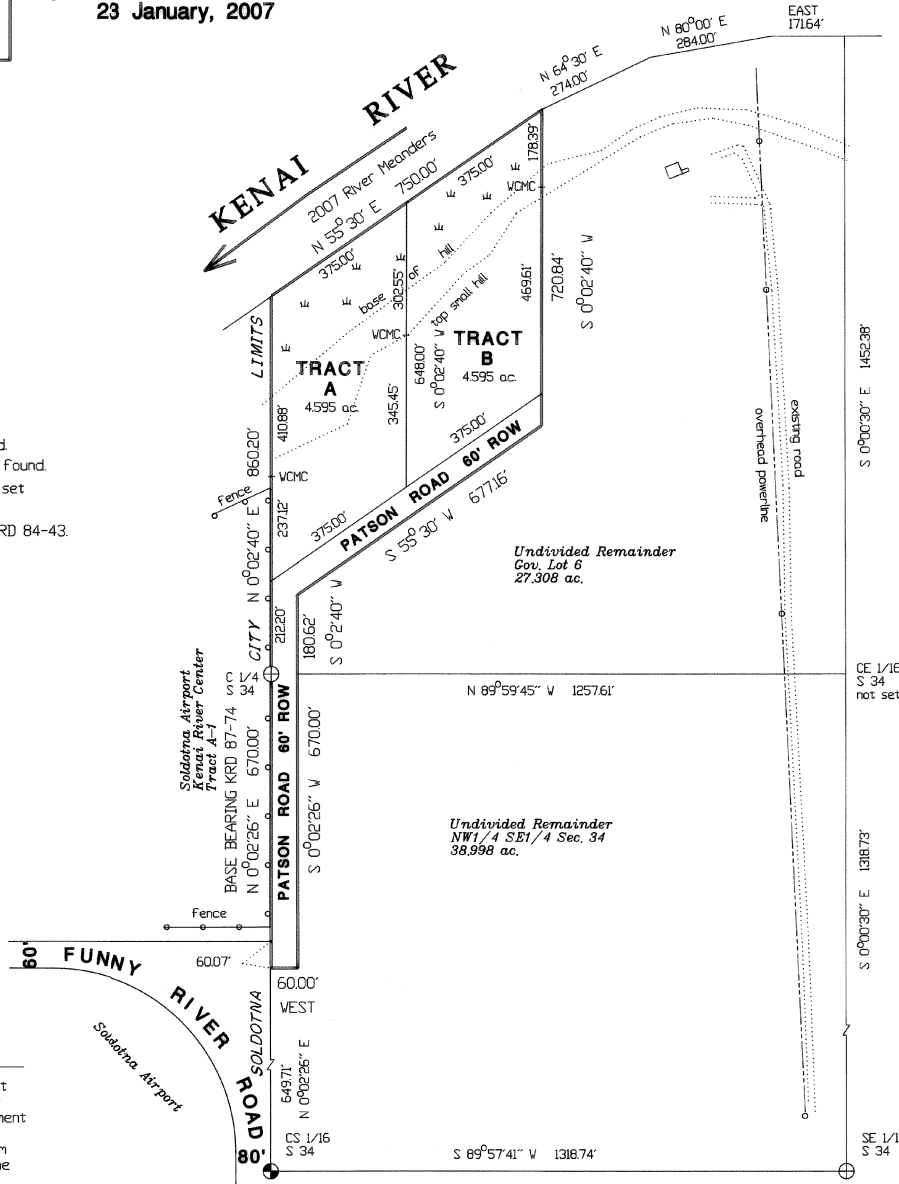 23 January, 2007
EAST
171.64'
N 80°00' E
284.00'
N 64°30' E
274.00'
KENAI RIVER
2007 River Meanders
N 55°30' E 750.00'
375.00'
375.00'
178.39'
WCMC
base of hill
top small hill
302.55'
WCMC
469.61'
720.84'
S 0°02'40" W
LIMITS
TRACT
A
4.595 ac.
TRACT
B
4.595 ac.
648.00'
S 0°02'40" W
345.45'
410.88'
860.20'
N 0°02'40" E
WCMC
fence
237.12'
375.00'
375.00'
PATSON ROAD 60' ROW
S 55°30' W 677.16'
existing road
overhead powerline
1452.38'
S 0°00'30" E
d.
found.
set
RD 84-43.
Undivided Remainder
Gov. Lot 6
27.308 ac.
CITY
212.20'
180.62'
S 0°2'40" W
C 1/4
S 34
N 89°59'45" W 1257.61'
CE 1/16
S 34
not set
Soldotna Airport
Kenai River Center
Tract A-1
BASE BEARING KRD 87-74
N 0°02'26" E 670.00'
PATSON ROAD 60' ROW
S 0°02'26" W 670.00'
Undivided Remainder
NW1/4 SE1/4 Sec. 34
38.998 ac.
1318.73'
S 0°00'30" E
fence
60'
FUNNY RIVER ROAD
80'
60.07'
60.00'
WEST
Soldotna Airport
SOLDOTNA
649.71'
N 0°02'26" E
t
ment
m
ne
CS 1/16
S 34
S 89°57'41" W 1318.74'
SE 1/1
S 34